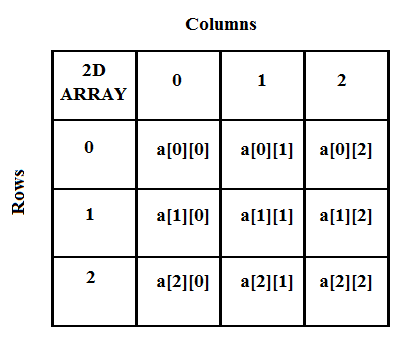 Columns
2D
ARRAY
0 1 2
Rows
0 a[0][0] a[0][1] a[0][2]
1 a[1][0] a[1][1] a[1][2]
2 a[2][0] a[2][1] a[2][2]